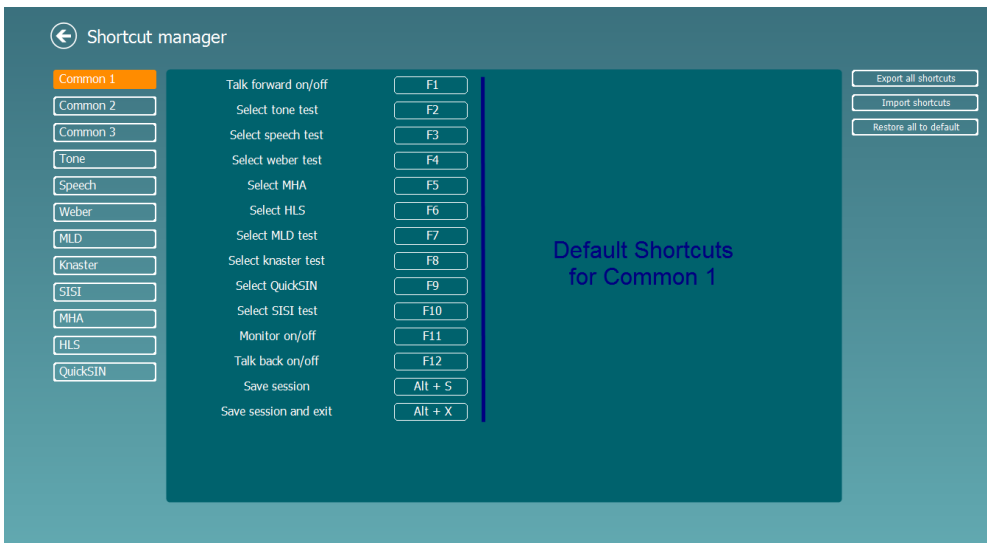 Shortcut manager
Common 1
Common 2
Common 3
Tone
Speech
Weber
MLD
Knaster
SISI
MHA
HLS
QuickSIN
Talk forward on/off F1
Select tone test F2
Select speech test F3
Select weber test F4
Select MHA F5
Select HLS F6
Select MLD test F7
Select knaster test F8
Select QuickSIN F9
Select SISI test F10
Monitor on/off F11
Talk back on/off F12
Save session Alt + S
Save session and exit Alt + X
Default Shortcuts
for Common 1
Export all shortcuts
Import shortcuts
Restore all to default